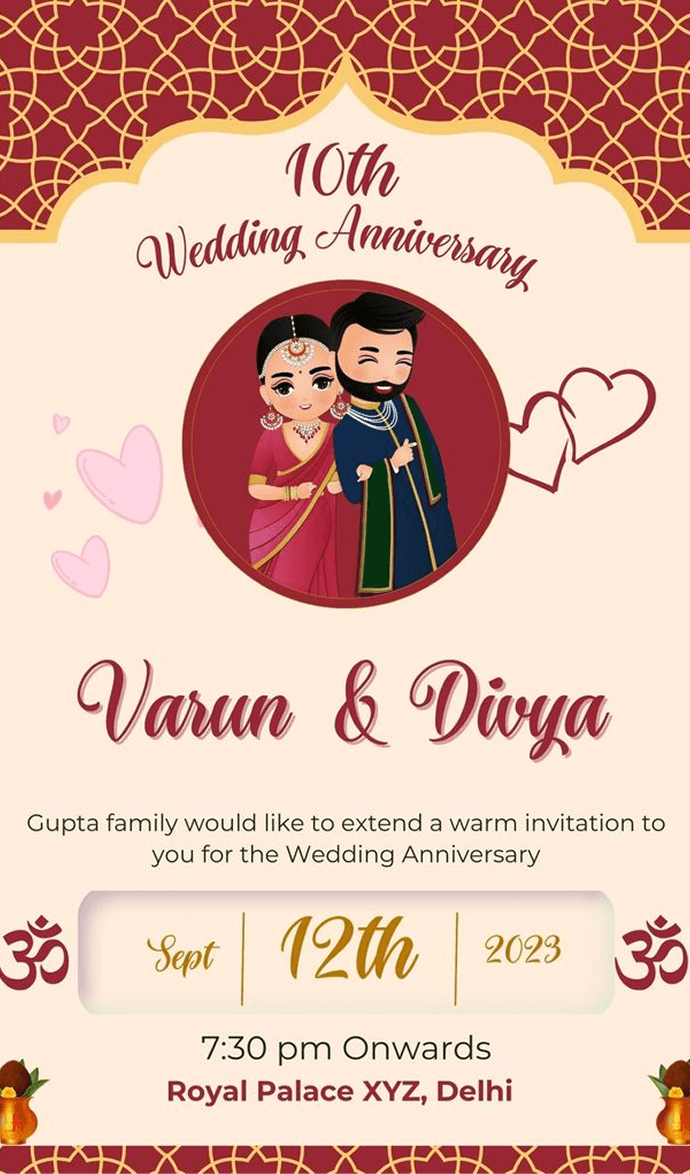 10th
Wedding Anniversary
Varun & Divya
Gupta family would like to extend a warm invitation to
you for the Wedding Anniversary
ॐ Sept 12th 2023 ॐ
7:30 pm Onwards
Royal Palace XYZ, Delhi